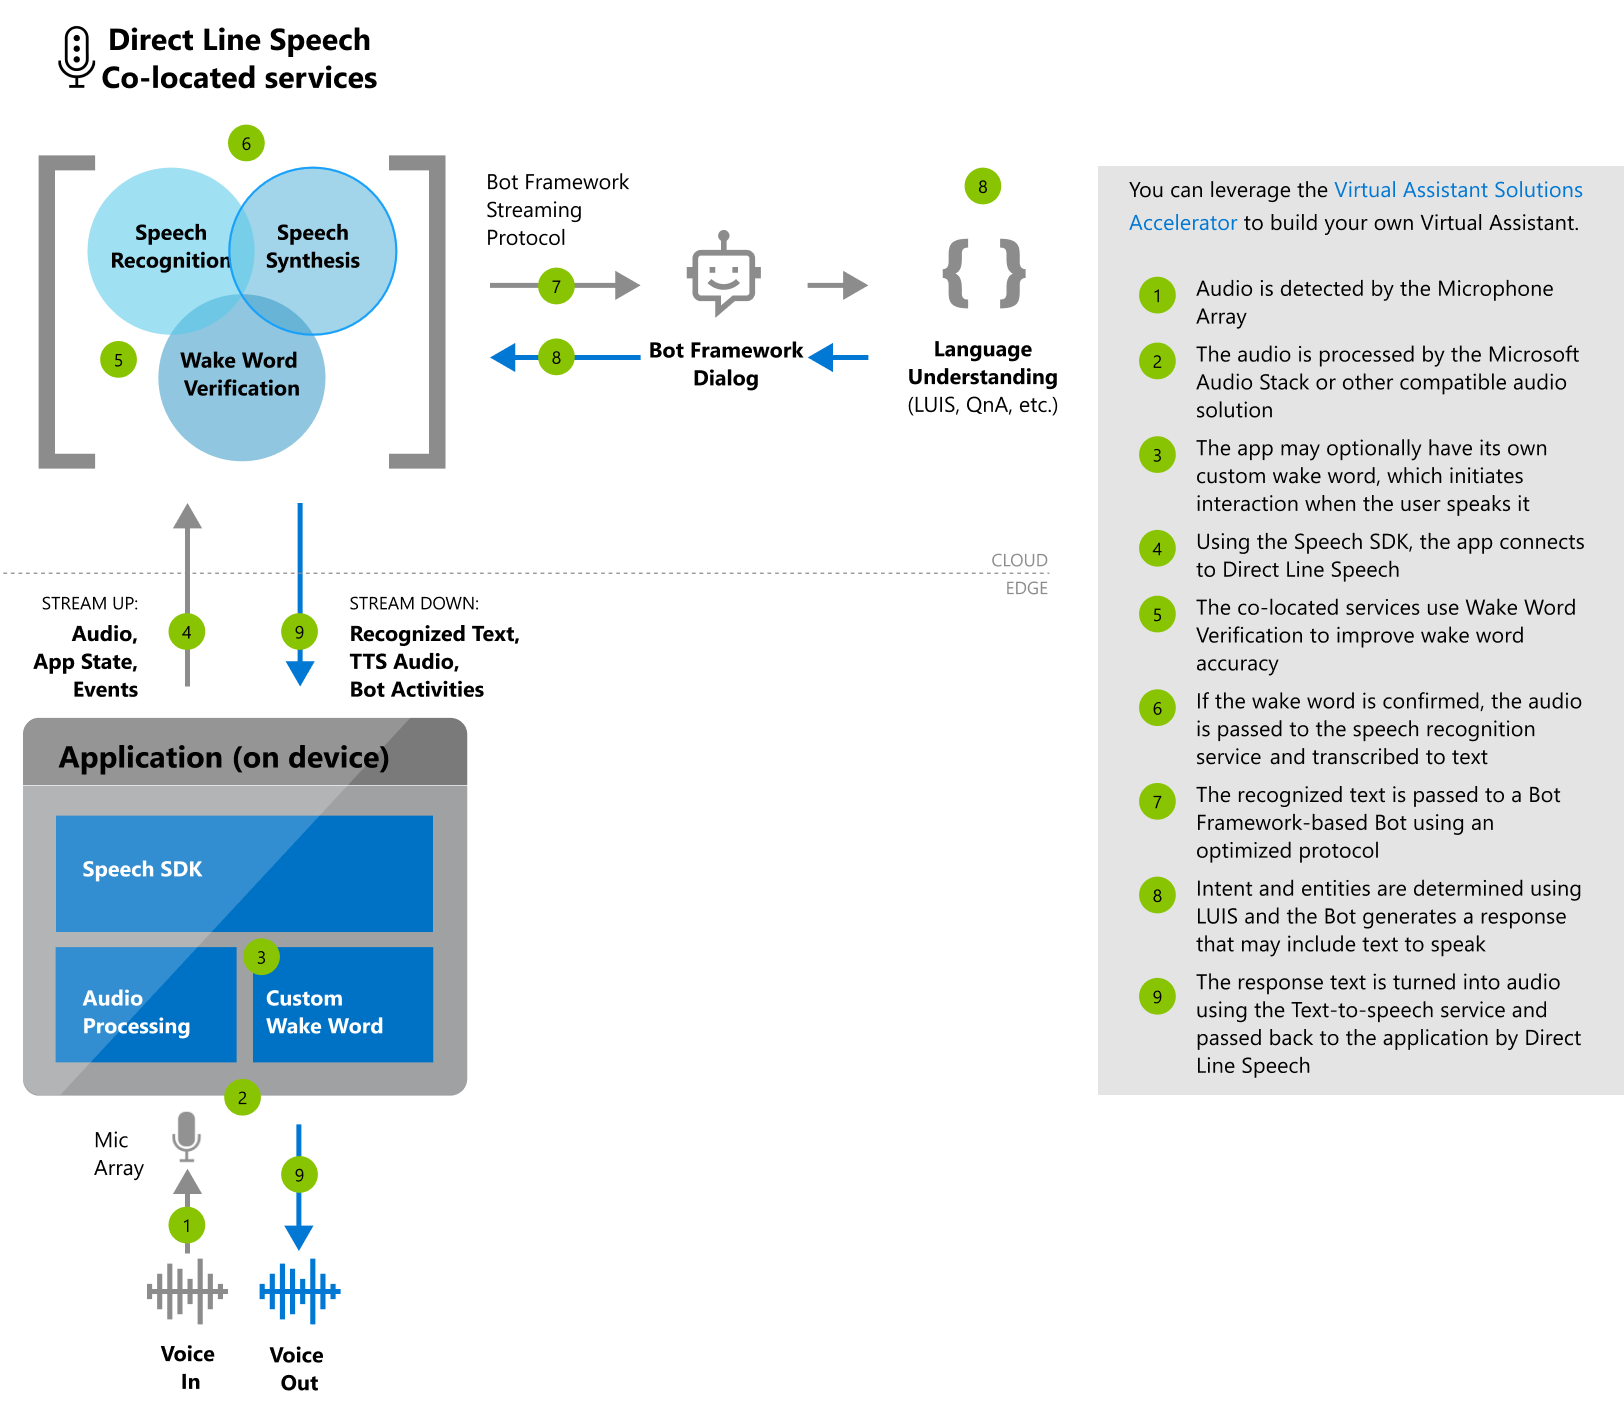 Direct Line Speech
Co-located services
6
Speech
Recognition
Speech
Synthesis
5
Wake Word
Verification
Bot Framework
Streaming
Protocol
7
8
Bot Framework
Dialog
8
{ }
Language
Understanding
(LUIS, QnA, etc.)
CLOUD
EDGE
STREAM UP:
Audio,
App State,
Events
4
9
STREAM DOWN:
Recognized Text,
TTS Audio,
Bot Activities
Application (on device)
Speech SDK
3
Audio
Processing
Custom
Wake Word
2
Mic
Array
1
9
Voice
In
Voice
Out
You can leverage the Virtual Assistant Solutions
Accelerator to build your own Virtual Assistant.
1 Audio is detected by the Microphone
Array
2 The audio is processed by the Microsoft
Audio Stack or other compatible audio
solution
3 The app may optionally have its own
custom wake word, which initiates
interaction when the user speaks it
4 Using the Speech SDK, the app connects
to Direct Line Speech
5 The co-located services use Wake Word
Verification to improve wake word
accuracy
6 If the wake word is confirmed, the audio
is passed to the speech recognition
service and transcribed to text
7 The recognized text is passed to a Bot
Framework-based Bot using an
optimized protocol
8 Intent and entities are determined using
LUIS and the Bot generates a response
that may include text to speak
9 The response text is turned into audio
using the Text-to-speech service and
passed back to the application by Direct
Line Speech